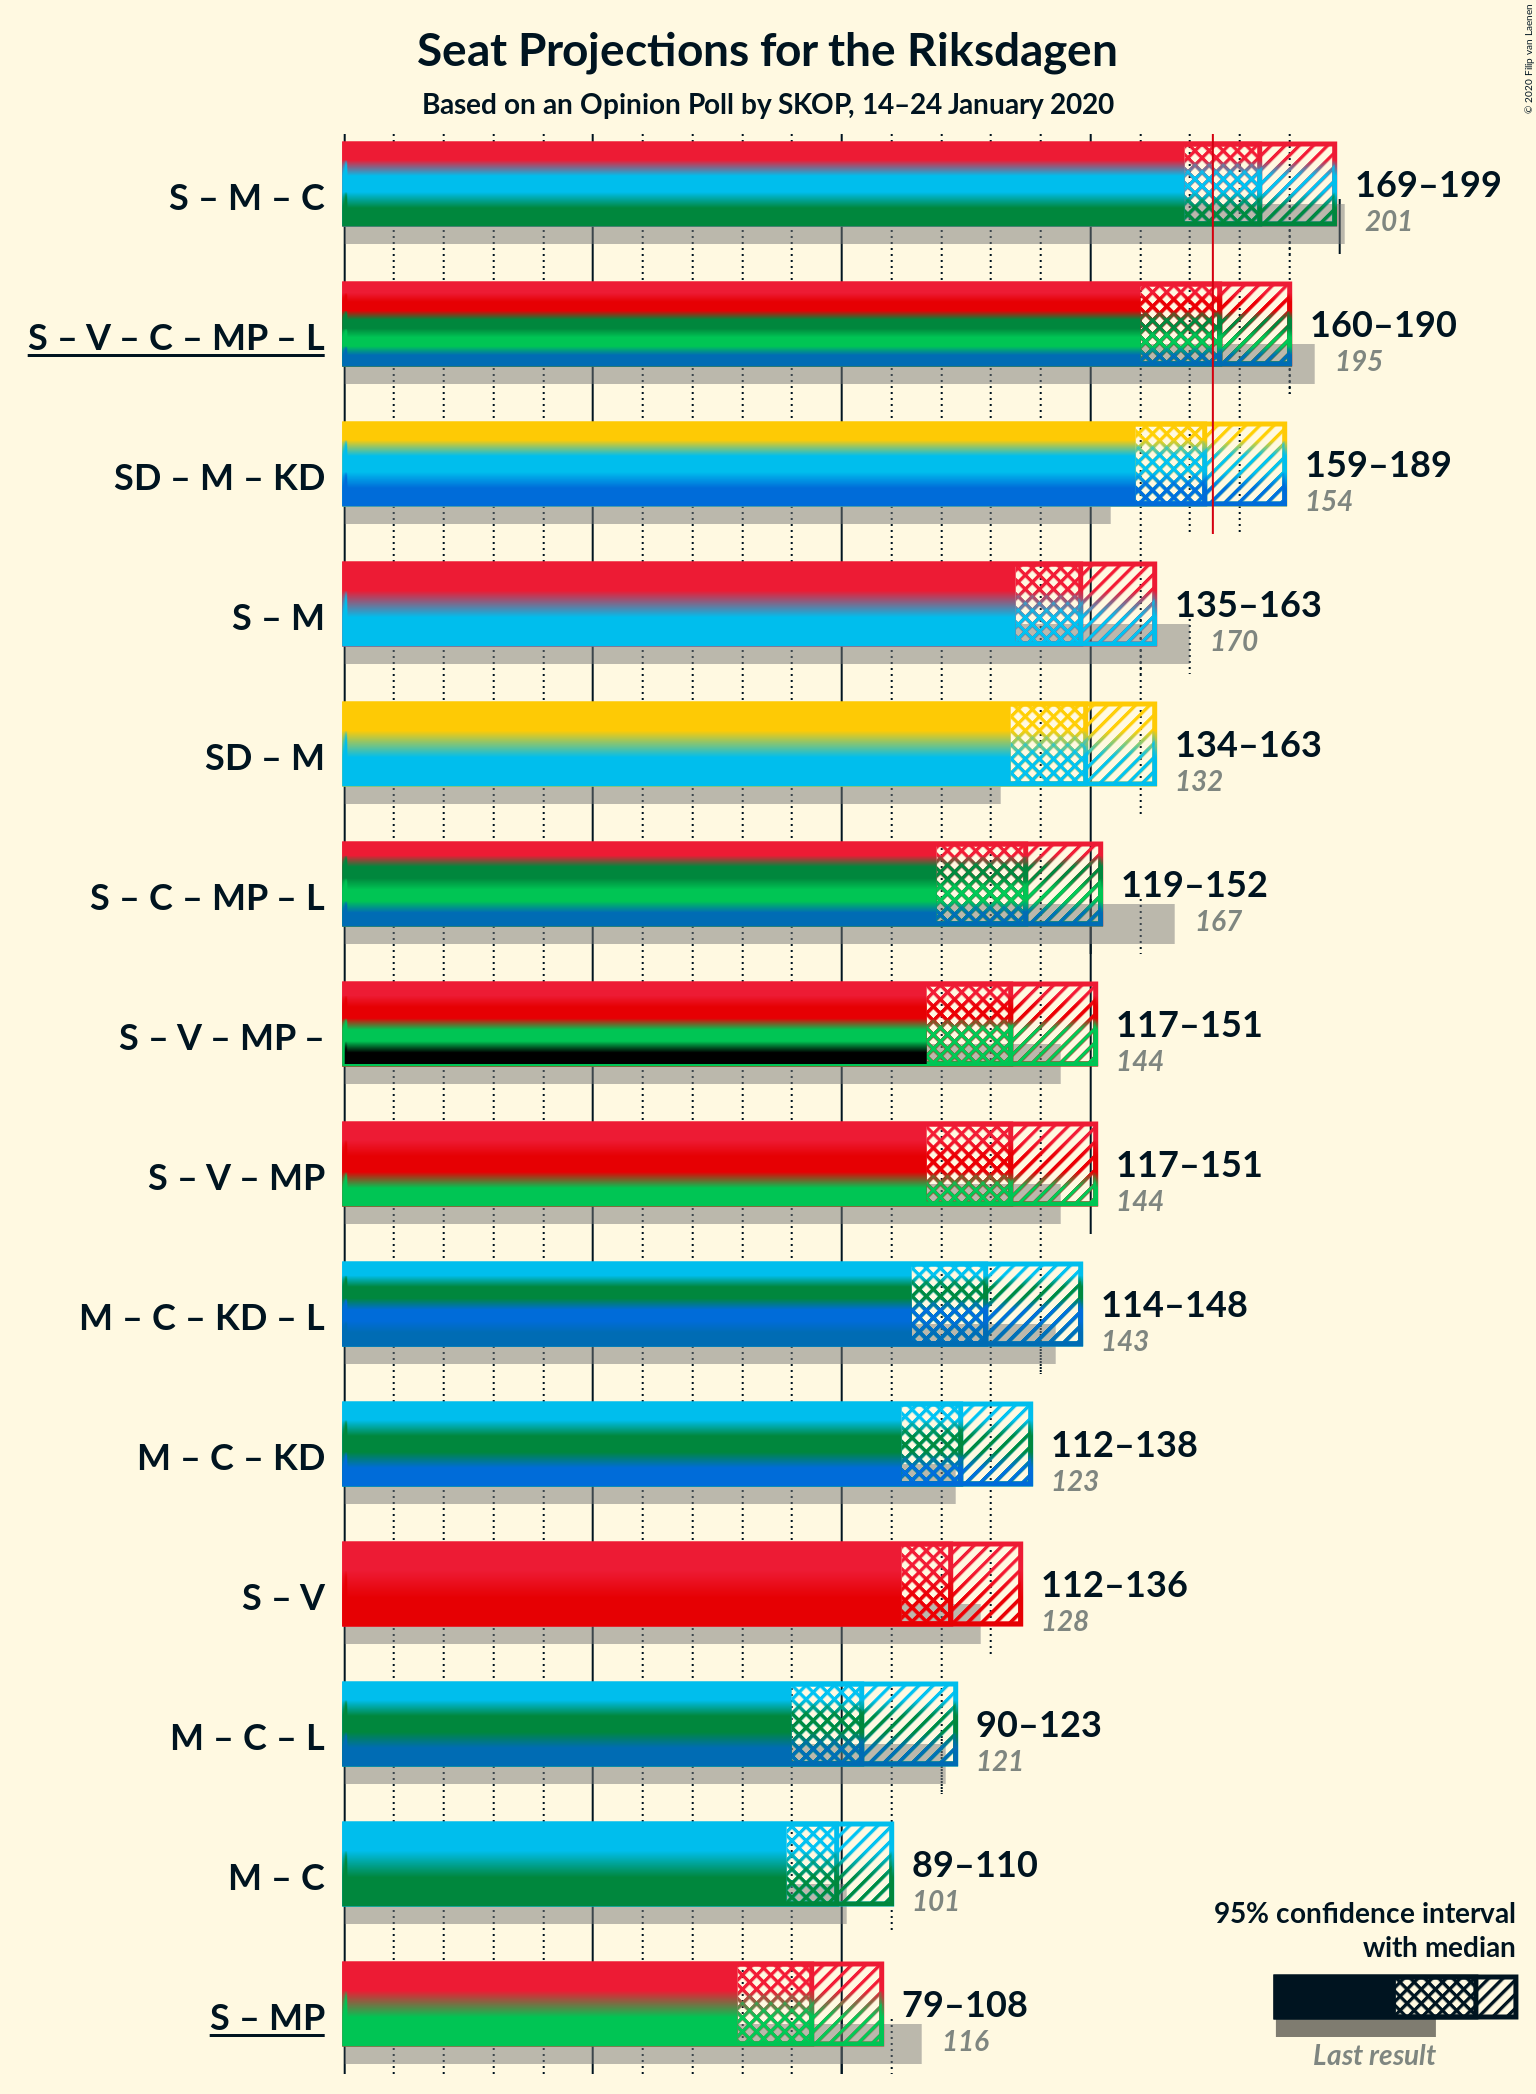 Seat Projections for the Riksdagen
Based on an Opinion Poll by SKOP, 14–24 January 2020
© 2020 Filip van Laenen
S – M – C
169–199
201
S – V – C – MP – L
160–190
195
SD – M – KD
159–189
154
S – M
135–163
170
SD – M
134–163
132
S – C – MP – L
119–152
167
S – V – MP –
117–151
144
S – V – MP
117–151
144
M – C – KD – L
114–148
143
M – C – KD
112–138
123
S – V
112–136
128
M – C – L
90–123
121
M – C
89–110
101
S – MP
79–108
116
95% confidence interval
with median
Last result